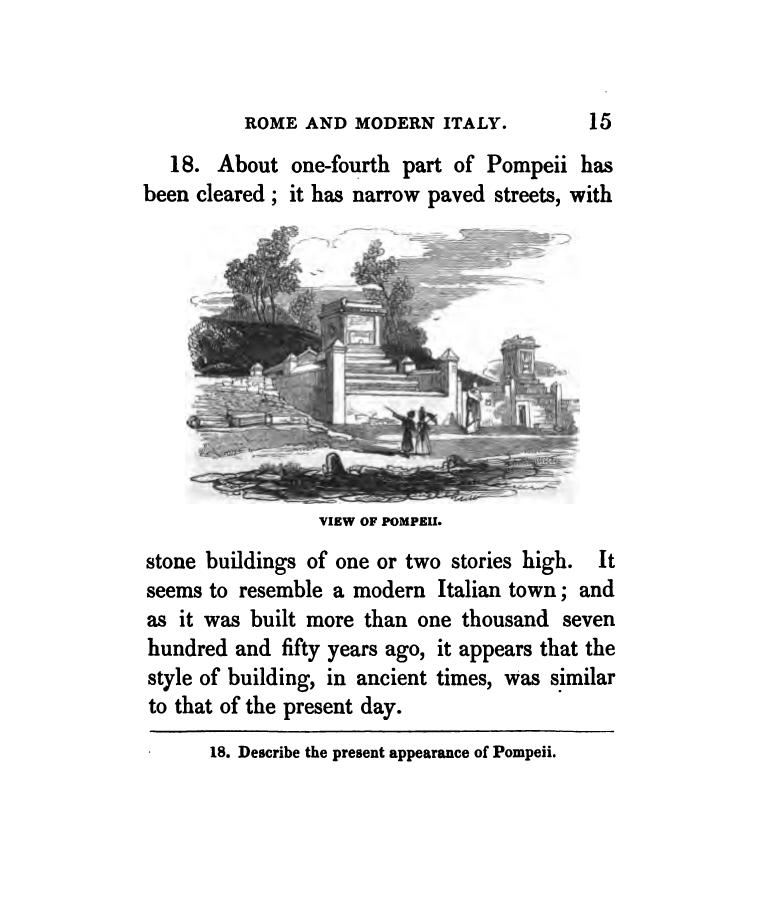 ROME AND MODERN ITALY. 15
18. About one-fourth part of Pompeii has
been cleared ; it has narrow paved streets, with
VIEW OF POMPEII.
stone buildings of one or two stories high. It
seems to resemble a modern Italian town ; and
as it was built more than one thousand seven
hundred and fifty years ago, it appears that the
style of building, in ancient times, was similar
to that of the present day.
18. Describe the present appearance of Pompeii.